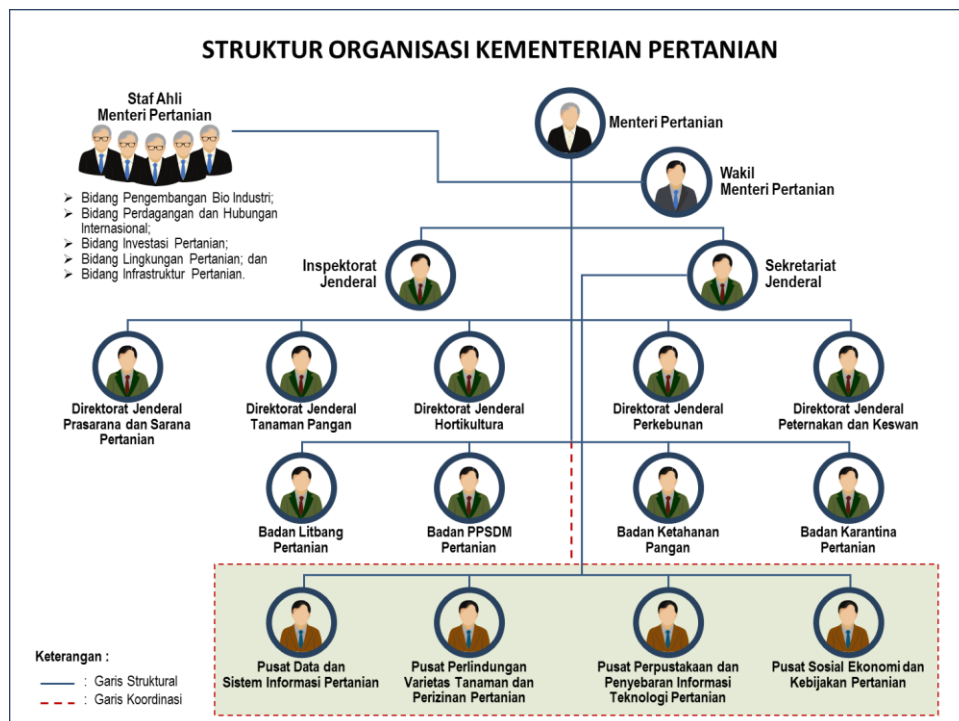 STRUKTUR ORGANISASI KEMENTERIAN PERTANIAN
Staf Ahli
Menteri Pertanian
➢ Bidang Pengembangan Bio Industri;
➢ Bidang Perdagangan dan Hubungan
Internasional;
➢ Bidang Investasi Pertanian;
➢ Bidang Lingkungan Pertanian; dan
➢ Bidang Infrastruktur Pertanian.
Menteri Pertanian
Wakil
Menteri Pertanian
Inspektorat
Jenderal
Sekretariat
Jenderal
Direktorat Jenderal
Prasarana dan Sarana
Pertanian
Direktorat Jenderal
Tanaman Pangan
Direktorat Jenderal
Hortikultura
Direktorat Jenderal
Perkebunan
Direktorat Jenderal
Peternakan dan Keswan
Badan Litbang
Pertanian
Badan PPSDM
Pertanian
Badan Ketahanan
Pangan
Badan Karantina
Pertanian
Pusat Data dan
Sistem Informasi Pertanian
Pusat Perlindungan
Varietas Tanaman dan
Perizinan Pertanian
Pusat Perpustakaan dan
Penyebaran Informasi
Teknologi Pertanian
Pusat Sosial Ekonomi dan
Kebijakan Pertanian
Keterangan :
: Garis Struktural
: Garis Koordinasi